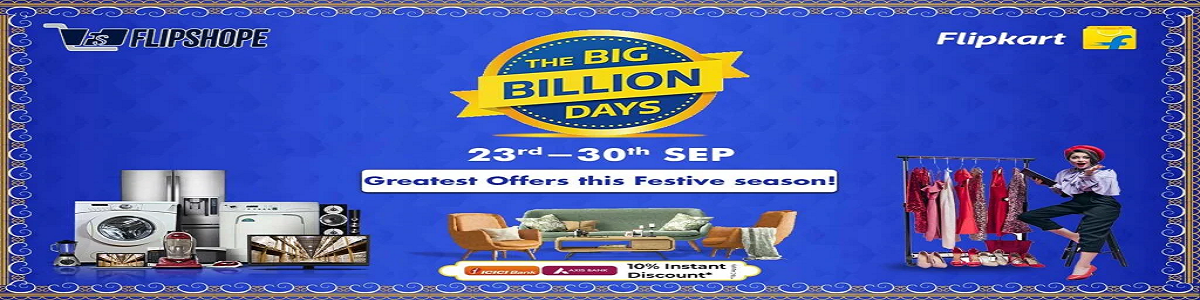 FS FLIPSHOPE
Flipkart
THE BIG
BILLION
DAYS
23rd – 30th SEP
Greatest Offers this Festive season!
ICICI Bank
AXIS BANK
10% Instant
Discount*